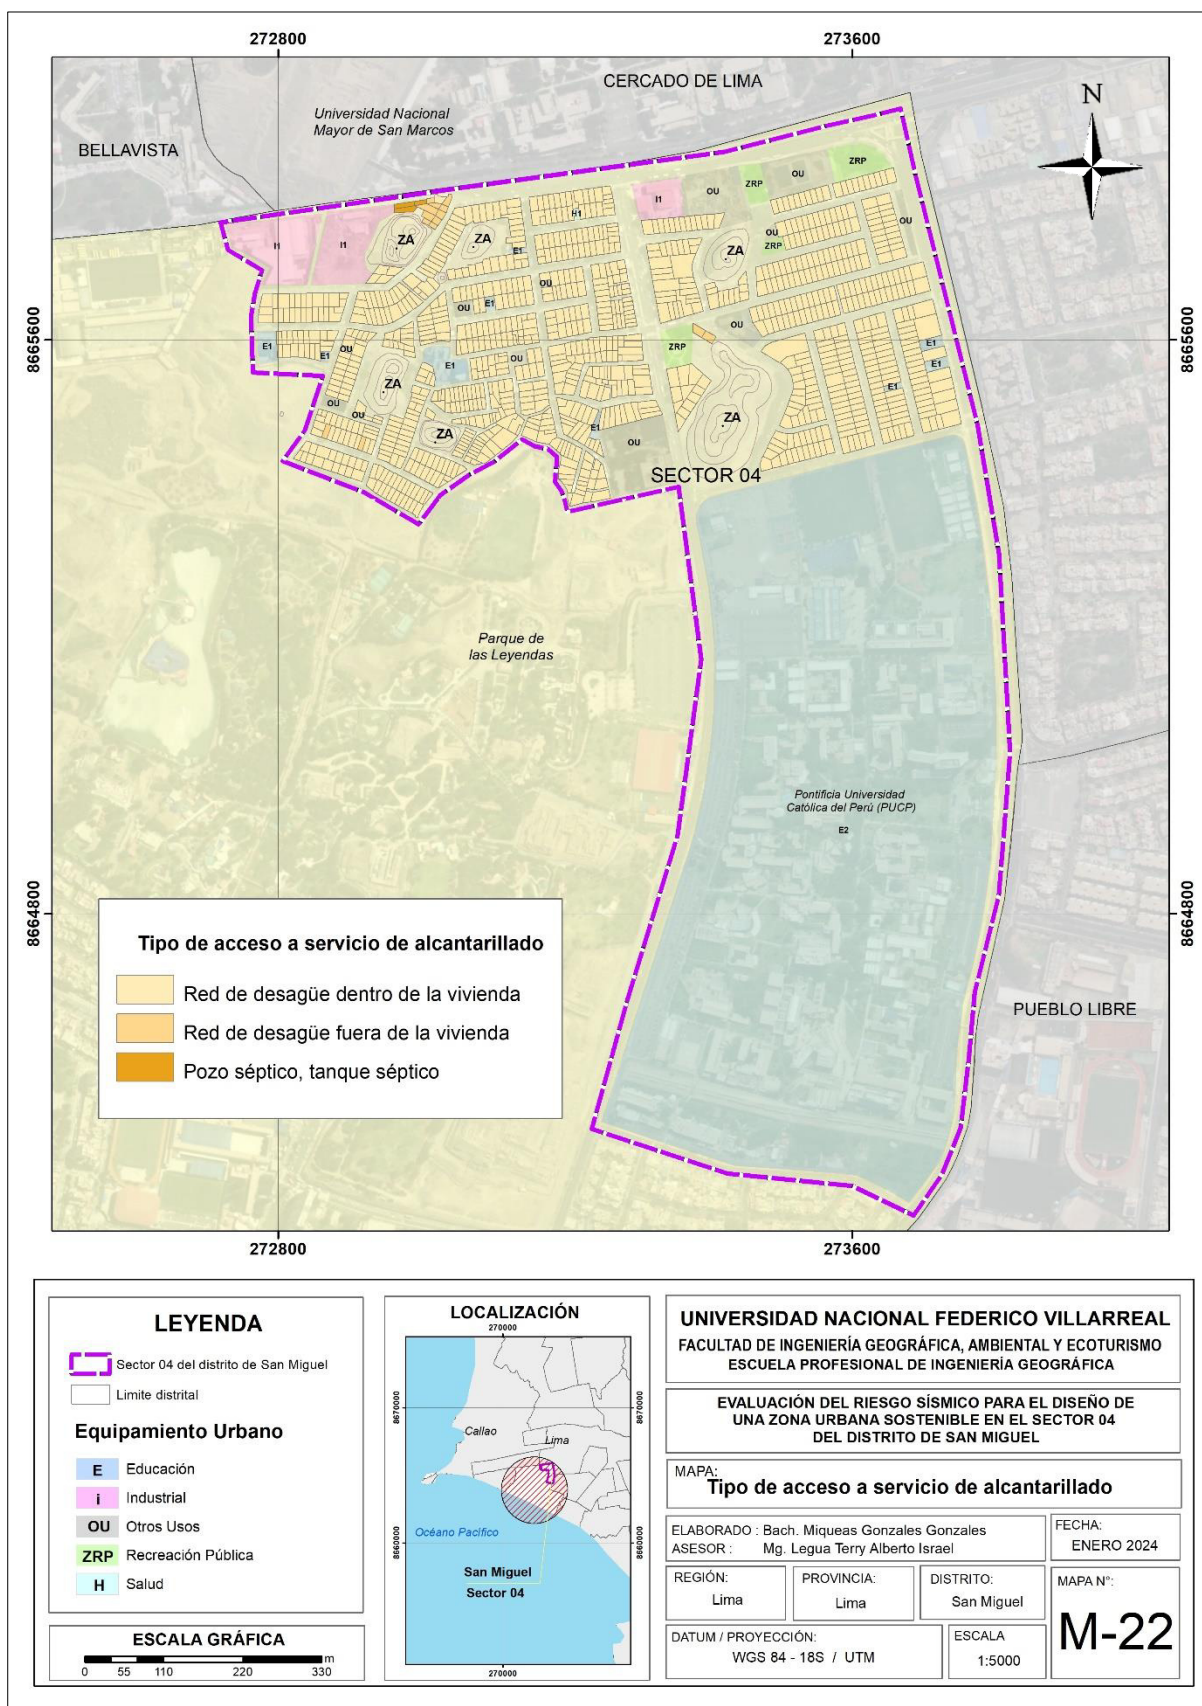 272800
273600
CERCADO DE LIMA
Universidad Nacional
Mayor de San Marcos
BELLAVISTA
N
ZRP
I1
OU
ZRP
OU
H1
OU
I1
I1
ZA
ZA
E1
OU
ZRP
ZA
OU
OU
E1
OU
8665600
8665600
E1
E1
OU
E1
OU
ZRP
E1
E1
E1
ZA
OU
OU
ZA
E1
OU
ZA
SECTOR 04
Parque de
las Leyendas
Pontificia Universidad
Católica del Perú (PUCP)
E2
8664800
8664800
PUEBLO LIBRE
Tipo de acceso a servicio de alcantarillado
Red de desagüe dentro de la vivienda
Red de desagüe fuera de la vivienda
Pozo séptico, tanque séptico
272800
273600
LEYENDA
Sector 04 del distrito de San Miguel
Limite distrital
Equipamiento Urbano
E Educación
i Industrial
OU Otros Usos
ZRP Recreación Pública
H Salud
ESCALA GRÁFICA
m
0 55 110 220 330
LOCALIZACIÓN
270000
8670000
8670000
Callao
Lima
Océano Pacífico
8660000
8660000
San Miguel
Sector 04
270000
UNIVERSIDAD NACIONAL FEDERICO VILLARREAL
FACULTAD DE INGENIERÍA GEOGRÁFICA, AMBIENTAL Y ECOTURISMO
ESCUELA PROFESIONAL DE INGENIERÍA GEOGRÁFICA
EVALUACIÓN DEL RIESGO SÍSMICO PARA EL DISEÑO DE
UNA ZONA URBANA SOSTENIBLE EN EL SECTOR 04
DEL DISTRITO DE SAN MIGUEL
MAPA:
Tipo de acceso a servicio de alcantarillado
ELABORADO : Bach. Miqueas Gonzales Gonzales
ASESOR : Mg. Legua Terry Alberto Israel
FECHA:
ENERO 2024
REGIÓN:
Lima
PROVINCIA:
Lima
DISTRITO:
San Miguel
MAPA N°:
M-22
DATUM / PROYECCIÓN:
WGS 84 - 18S / UTM
ESCALA
1:5000